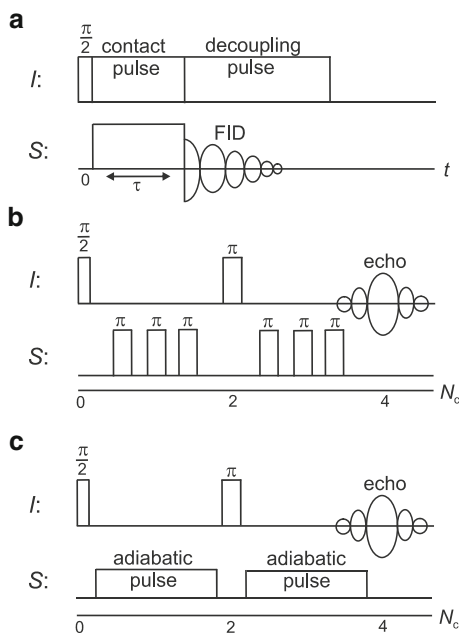 a
π/2 contact pulse decoupling pulse
I:
FID
S:
0 τ t
b
π/2 π echo
I:
π π π π π π
S:
0 2 4 N_c
c
π/2 π echo
I:
adiabatic pulse adiabatic pulse
S:
0 2 4 N_c